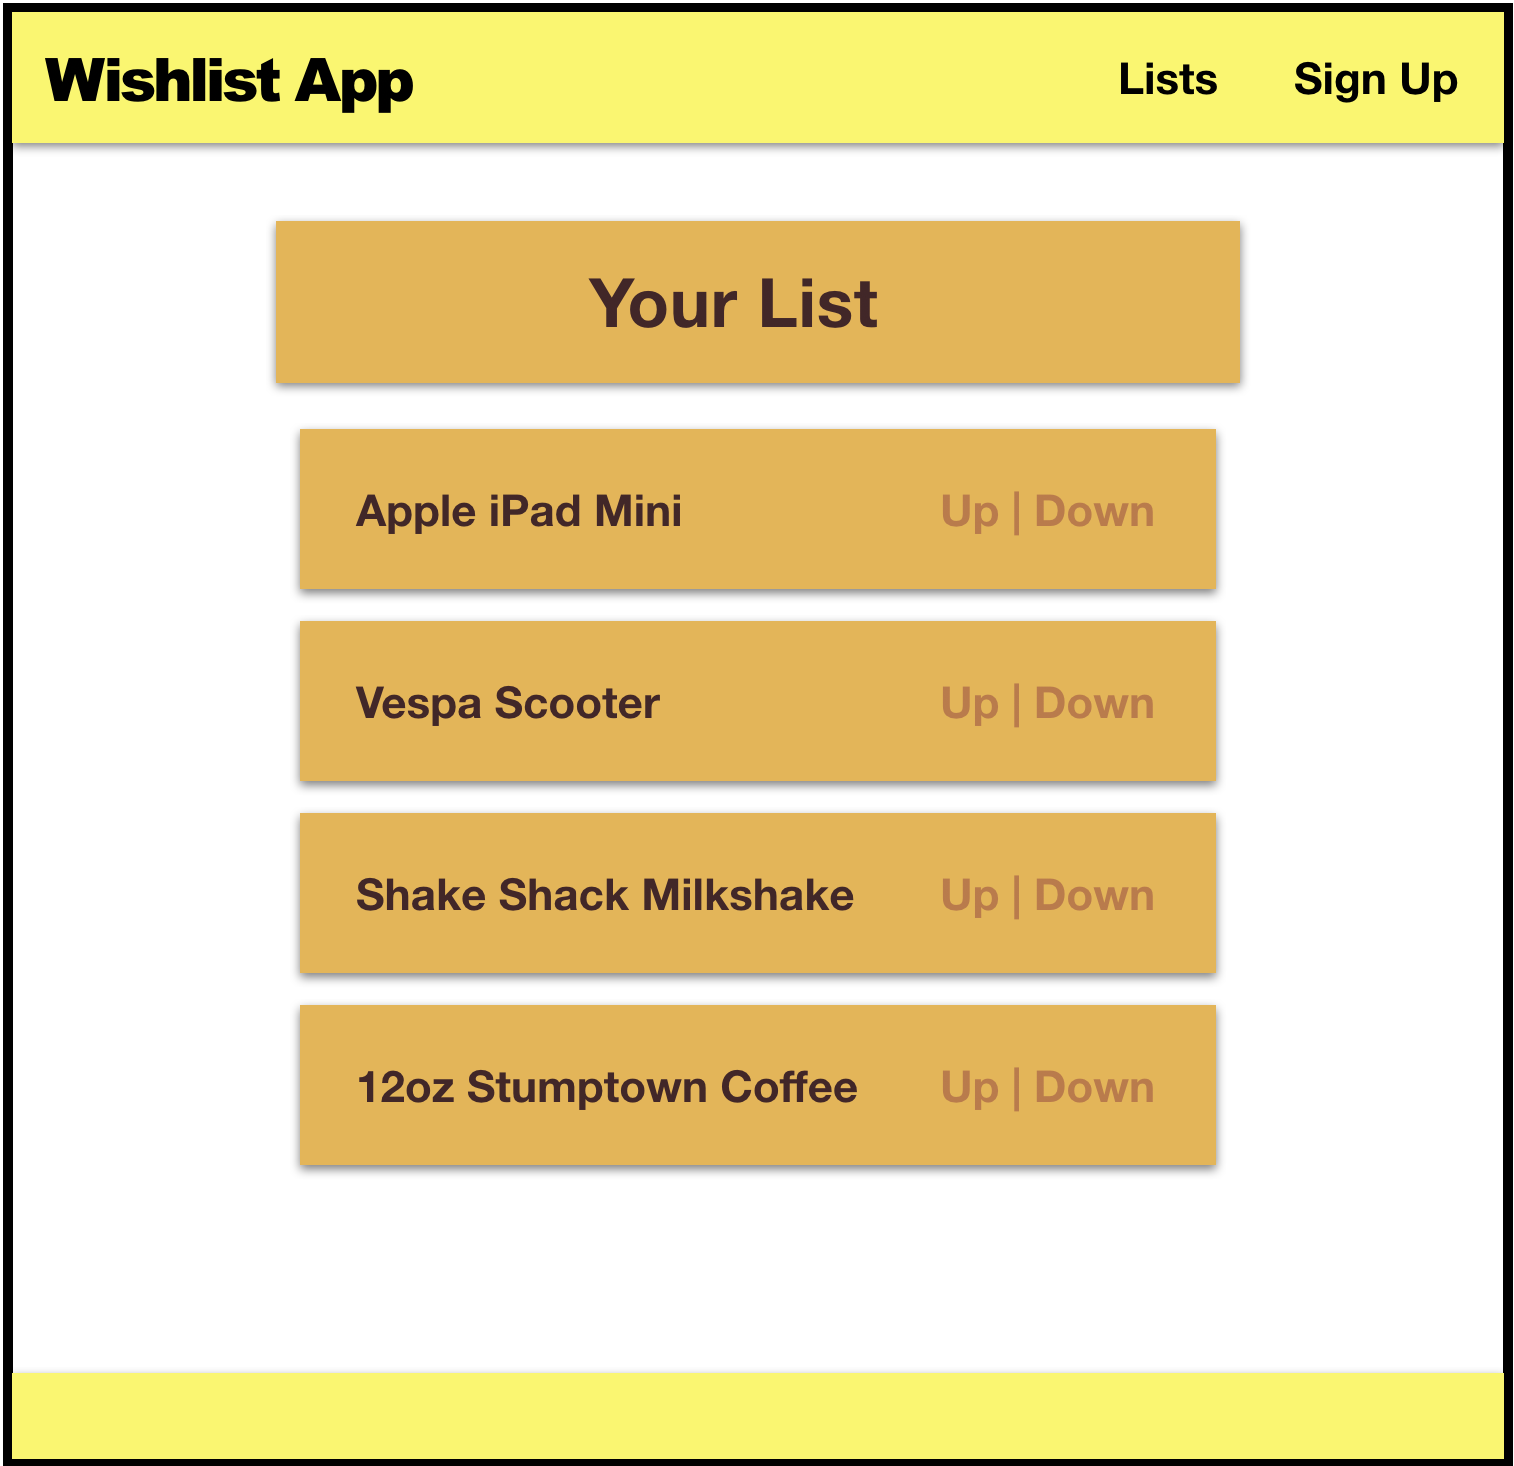 Wishlist App Lists Sign Up
Your List
Apple iPad Mini Up | Down
Vespa Scooter Up | Down
Shake Shack Milkshake Up | Down
12oz Stumptown Coffee Up | Down